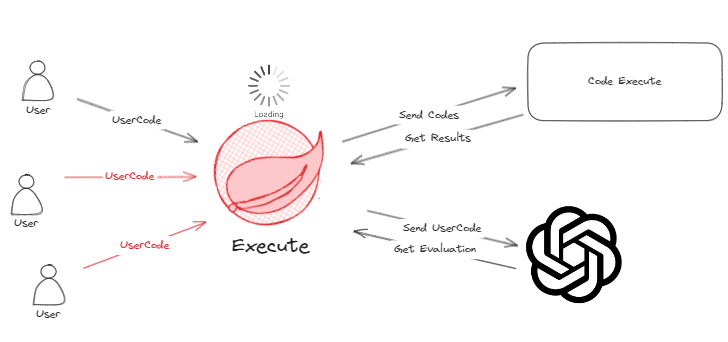 User
UserCode
Loading
Send Codes
Get Results
Code Execute
User
UserCode
Execute
Send UserCode
Get Evaluation
UserCode
User